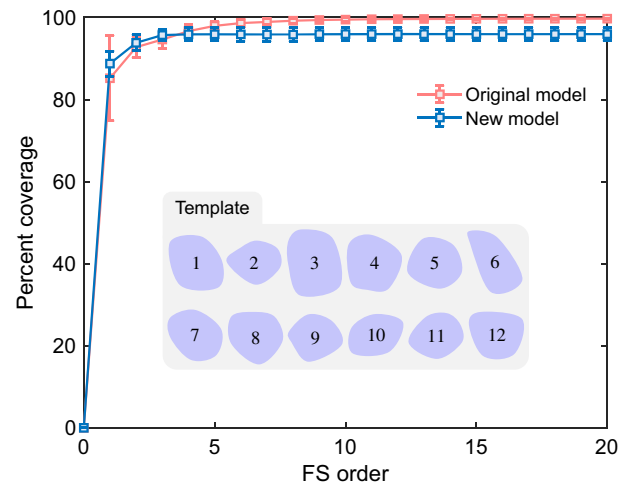 100
80
60
40
20
0
Percent coverage
Original model
New model
Template
1 2 3 4 5 6
7 8 9 10 11 12
0 5 10 15 20
FS order